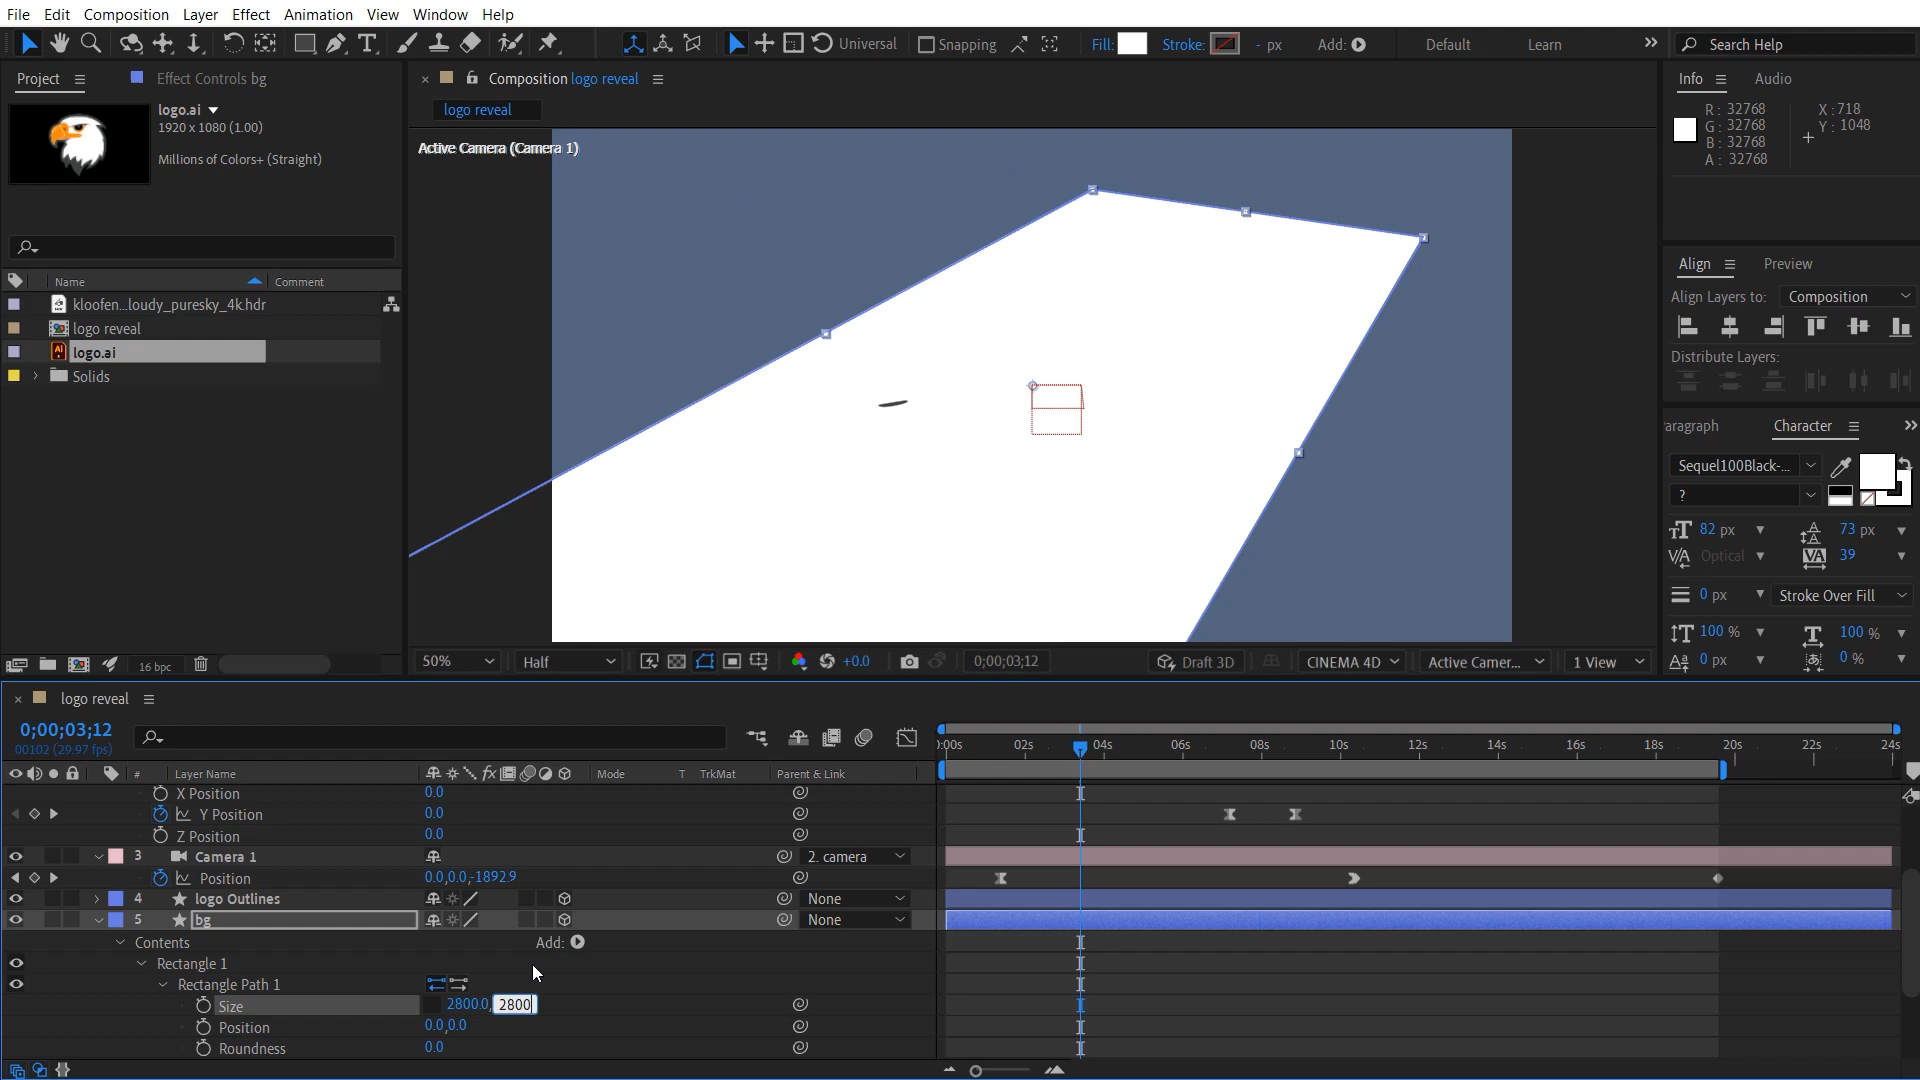 File Edit Composition Layer Effect Animation View Window Help
Universal Snapping Fill: Stroke: - px Add: Default Learn Search Help
Project Effect Controls bg
logo.ai
1920 x 1080 (1.00)
Millions of Colors+ (Straight)
Name Comment
kloofen...loudy_puresky_4k.hdr
logo reveal
logo.ai
Solids
16 bpc
Composition logo reveal
logo reveal
Active Camera (Camera 1)
50% Half +0.0 0;00;03;12 Draft 3D CINEMA 4D Active Camer... 1 View
Info Audio
R: 32768 X: 718
G: 32768 Y: 1048
B: 32768
A: 32768
Align Preview
Align Layers to: Composition
Distribute Layers:
aragraph Character
Sequel100Black-...
?
82 px 73 px
Optical 39
0 px Stroke Over Fill
100 % 100 %
0 px 0 %
logo reveal
0;00;03;12
00102 (29.97 fps)
):00s 02s 04s 06s 08s 10s 12s 14s 16s 18s 20s 22s 24s
# Layer Name Mode T TrkMat Parent & Link
X Position 0.0
Y Position 0.0
Z Position 0.0
3 Camera 1 2. camera
Position 0.0,0.0,-1892.9
4 logo Outlines None
5 bg None
Contents Add:
Rectangle 1
Rectangle Path 1
Size 2800.0, 2800
Position 0.0,0.0
Roundness 0.0